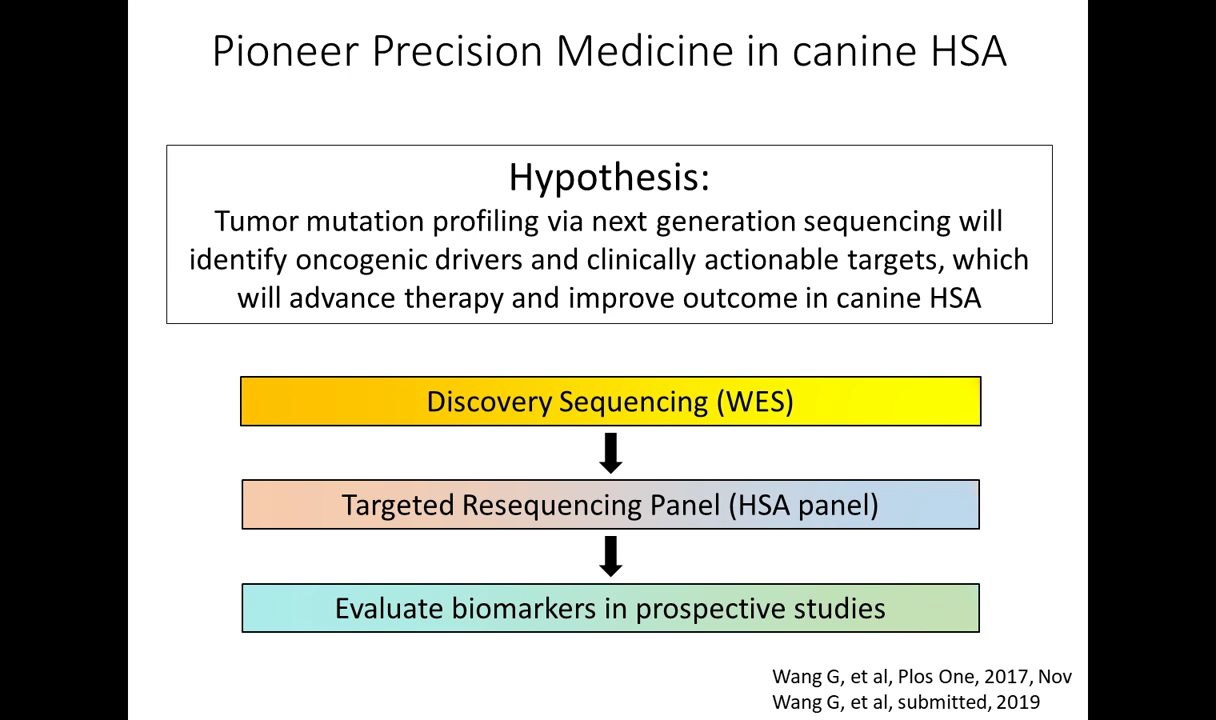 Pioneer Precision Medicine in canine HSA
Hypothesis:
Tumor mutation profiling via next generation sequencing will
identify oncogenic drivers and clinically actionable targets, which
will advance therapy and improve outcome in canine HSA
Discovery Sequencing (WES)
Targeted Resequencing Panel (HSA panel)
Evaluate biomarkers in prospective studies
Wang G, et al, Plos One, 2017, Nov
Wang G, et al, submitted, 2019